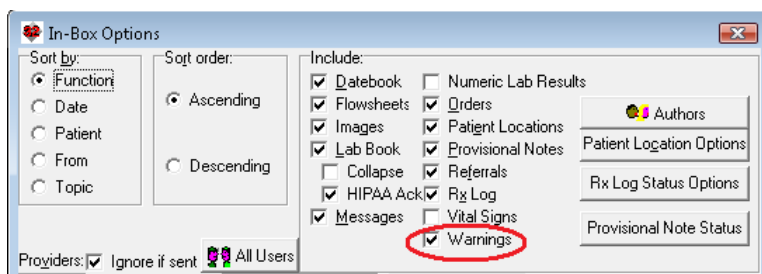 In-Box Options
Sort by:
Function
Date
Patient
From
Topic
Sort order:
Ascending
Descending
Include:
Datebook
Flowsheets
Images
Lab Book
Collapse
HIPAA Ack
Messages
Numeric Lab Results
Orders
Patient Locations
Provisional Notes
Referrals
Rx Log
Vital Signs
Warnings
Authors
Patient Location Options
Rx Log Status Options
Provisional Note Status
Providers: Ignore if sent All Users